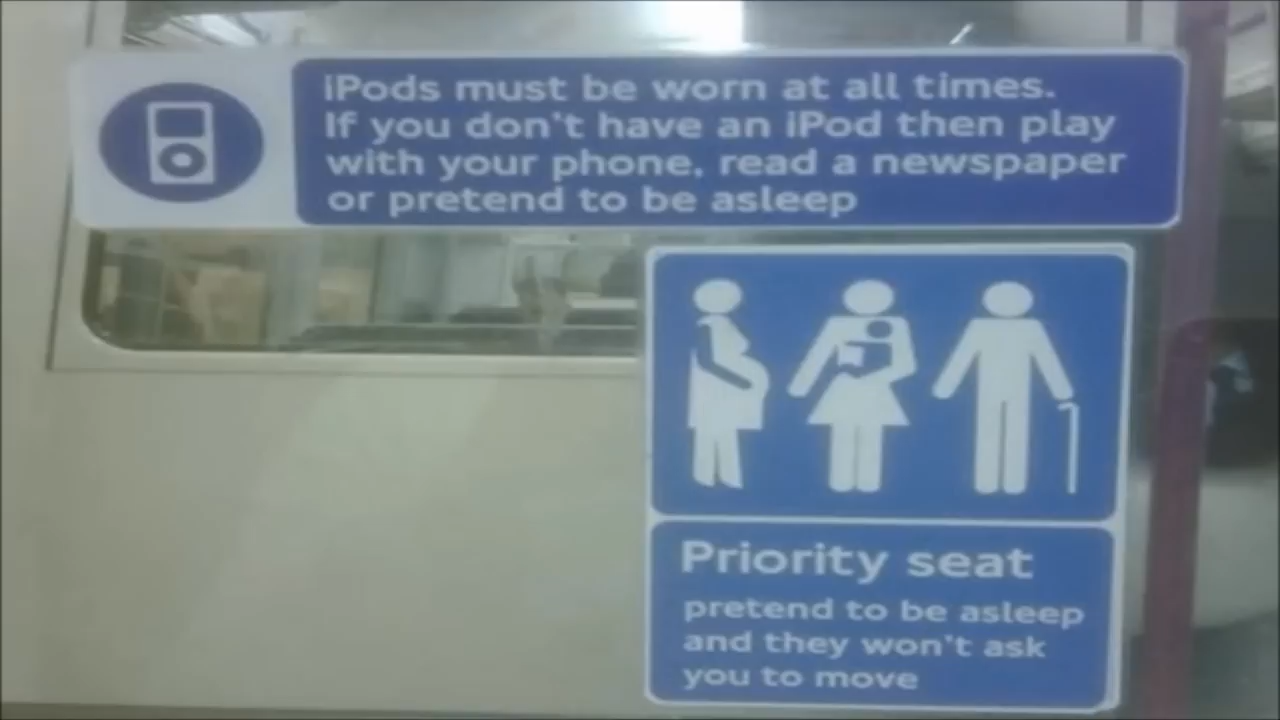 iPods must be worn at all times.
If you don't have an iPod then play
with your phone, read a newspaper
or pretend to be asleep
Priority seat
pretend to be asleep
and they won't ask
you to move